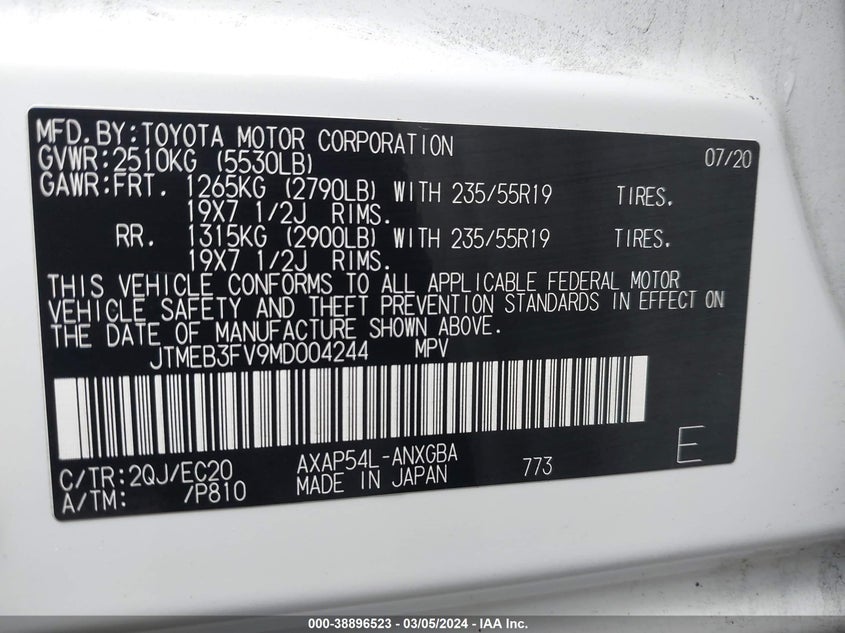 MFD.BY:TOYOTA MOTOR CORPORATION 07/20
GVWR:2510KG (5530LB)
GAWR:FRT. 1265KG (2790LB) WITH 235/55R19 TIRES.
19X7 1/2J RIMS.
RR. 1315KG (2900LB) WITH 235/55R19 TIRES.
19X7 1/2J RIMS.
THIS VEHICLE CONFORMS TO ALL APPLICABLE FEDERAL MOTOR
VEHICLE SAFETY AND THEFT PREVENTION STANDARDS IN EFFECT ON
THE DATE OF MANUFACTURE SHOWN ABOVE.
JTMEB3FV9MD004244 MPV
C/TR:2QJ/EC20 AXAP54L-ANXGBA 773 E
A/TM: /P810 MADE IN JAPAN
000-38896523 - 03/05/2024 - IAA Inc.